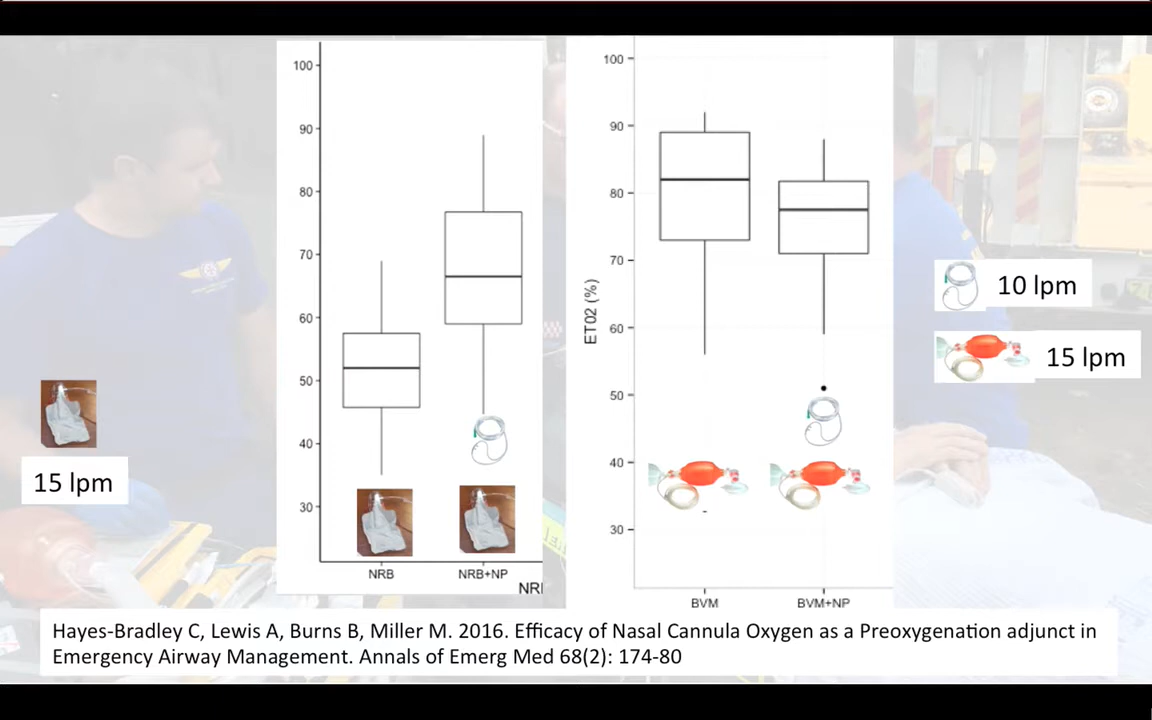 100
90
80
70
60
50
40
30
NRB
NRB+NP
NRI
100
90
80
70
60
50
40
30
ET02 (%)
BVM
BVM+NP
10 lpm
15 lpm
15 lpm
Hayes-Bradley C, Lewis A, Burns B, Miller M. 2016. Efficacy of Nasal Cannula Oxygen as a Preoxygenation adjunct in
Emergency Airway Management. Annals of Emerg Med 68(2): 174-80